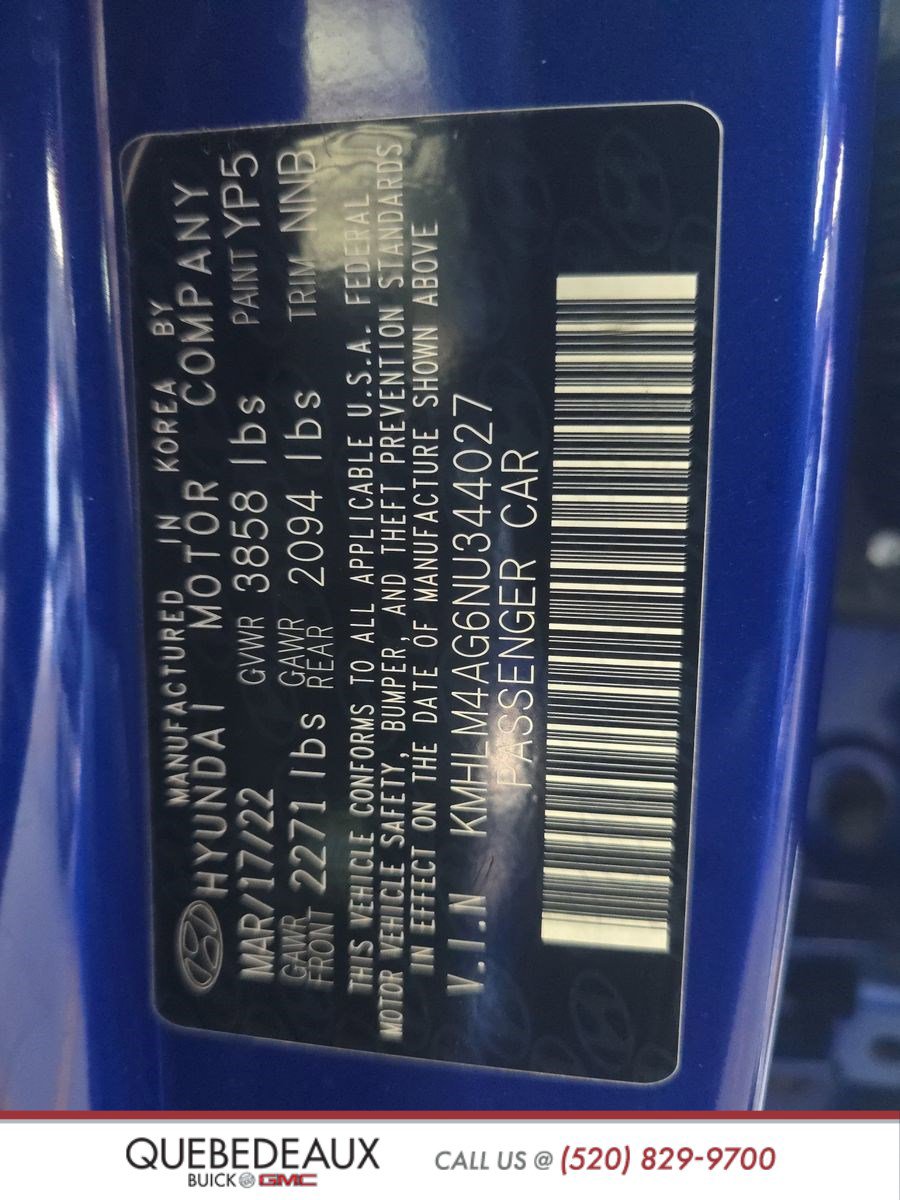 MANUFACTURED IN KOREA BY
HYUNDAI MOTOR COMPANY
MAR/17/22 GVWR 3858 lbs PAINT YP5
GAWR FRONT 2271 lbs GAWR REAR 2094 lbs TRIM NNB
THIS VEHICLE CONFORMS TO ALL APPLICABLE U.S.A. FEDERAL
MOTOR VEHICLE SAFETY, BUMPER, AND THEFT PREVENTION STANDARDS
IN EFFECT ON THE DATE OF MANUFACTURE SHOWN ABOVE
V.I.N KMHLM4AG6NU344027
PASSENGER CAR
QUEBEDEAUX
BUICK GMC
CALL US @ (520) 829-9700